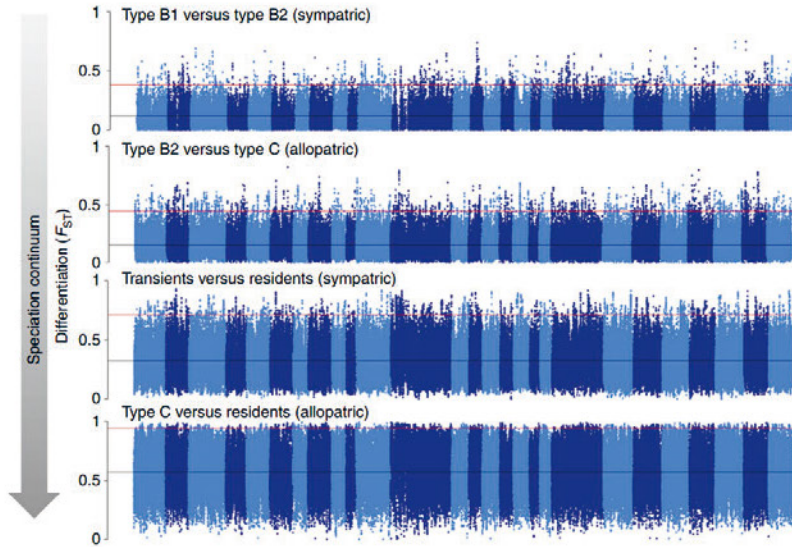 Speciation continuum
Differentiation (FST)
Type B1 versus type B2 (sympatric)
1
0.5
0
Type B2 versus type C (allopatric)
1
0.5
0
Transients versus residents (sympatric)
1
0.5
0
Type C versus residents (allopatric)
1
0.5
0